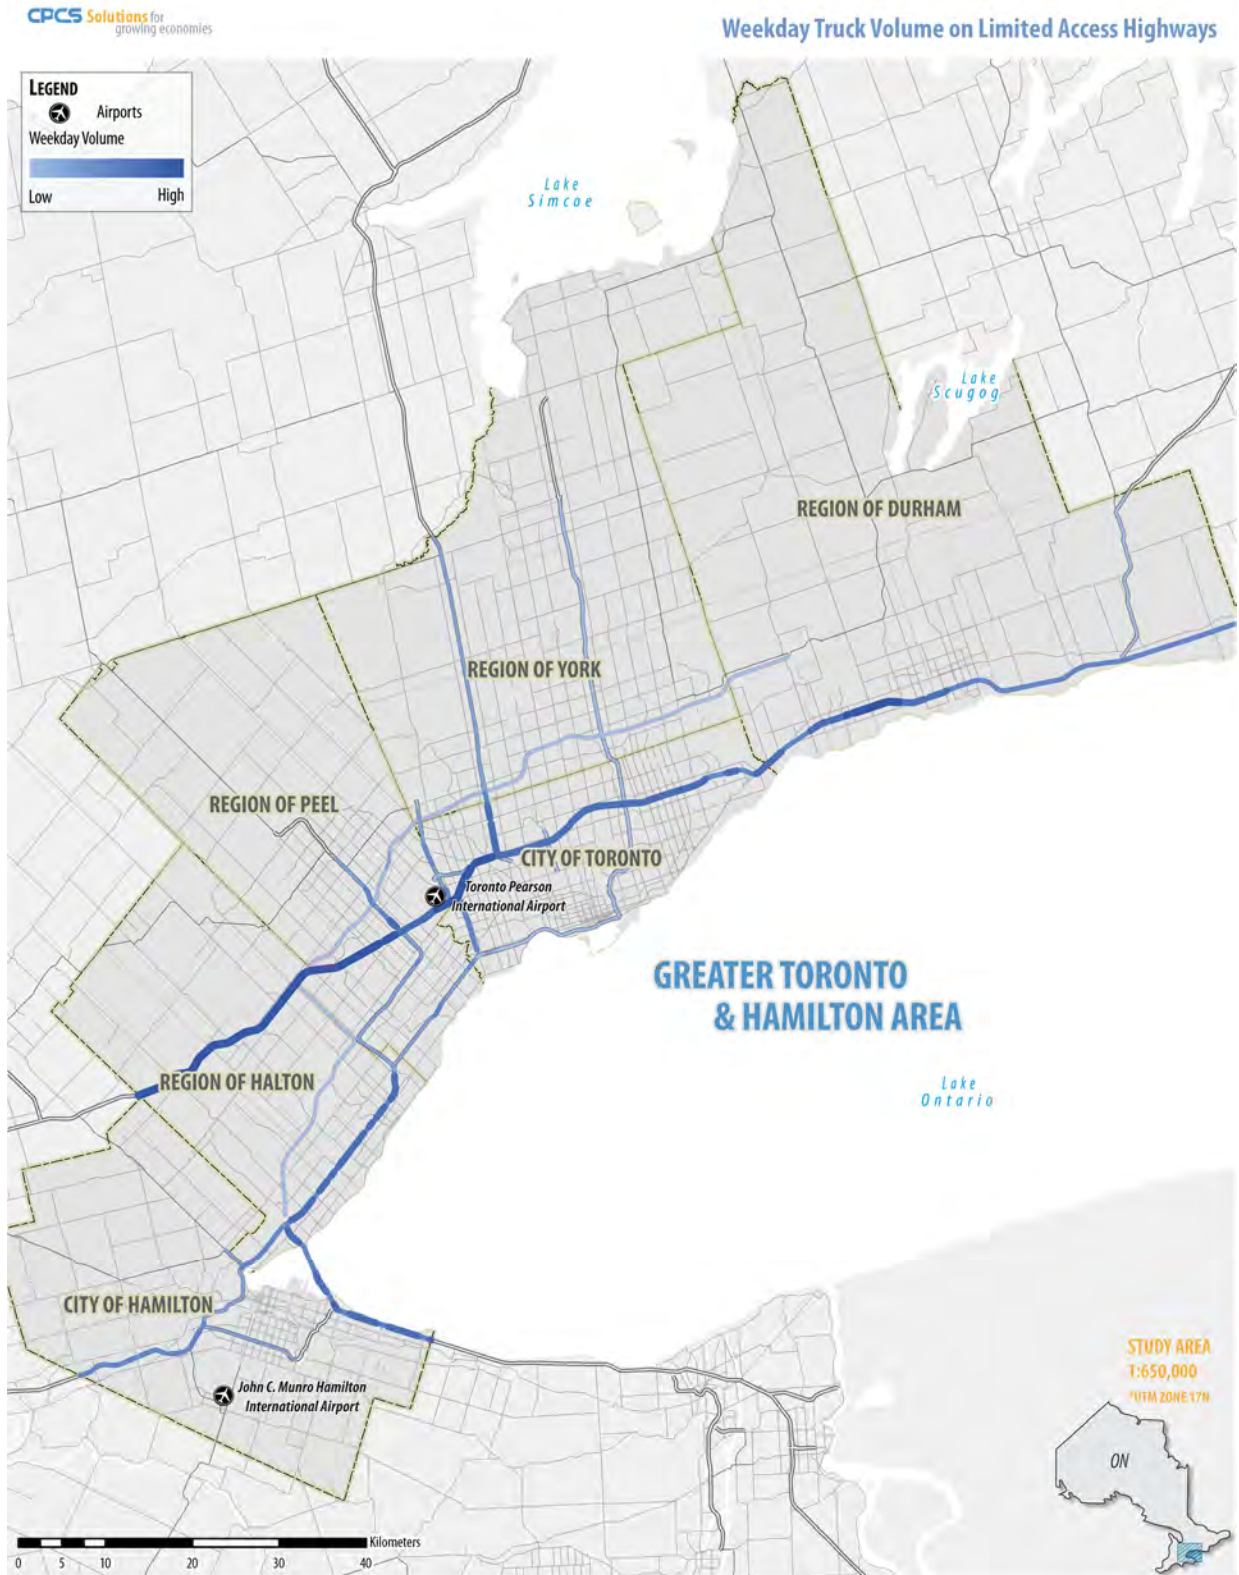 CPCS Solutions for
growing economies
Weekday Truck Volume on Limited Access Highways
LEGEND
Airports
Weekday Volume
Low High
Lake
Simcoe
Lake
Scugog
REGION OF DURHAM
REGION OF YORK
REGION OF PEEL
CITY OF TORONTO
Toronto Pearson
International Airport
GREATER TORONTO
& HAMILTON AREA
REGION OF HALTON
Lake
Ontario
CITY OF HAMILTON
John C. Munro Hamilton
International Airport
STUDY AREA
1:650,000
*UTM ZONE 17N
ON
Kilometers
0 5 10 20 30 40